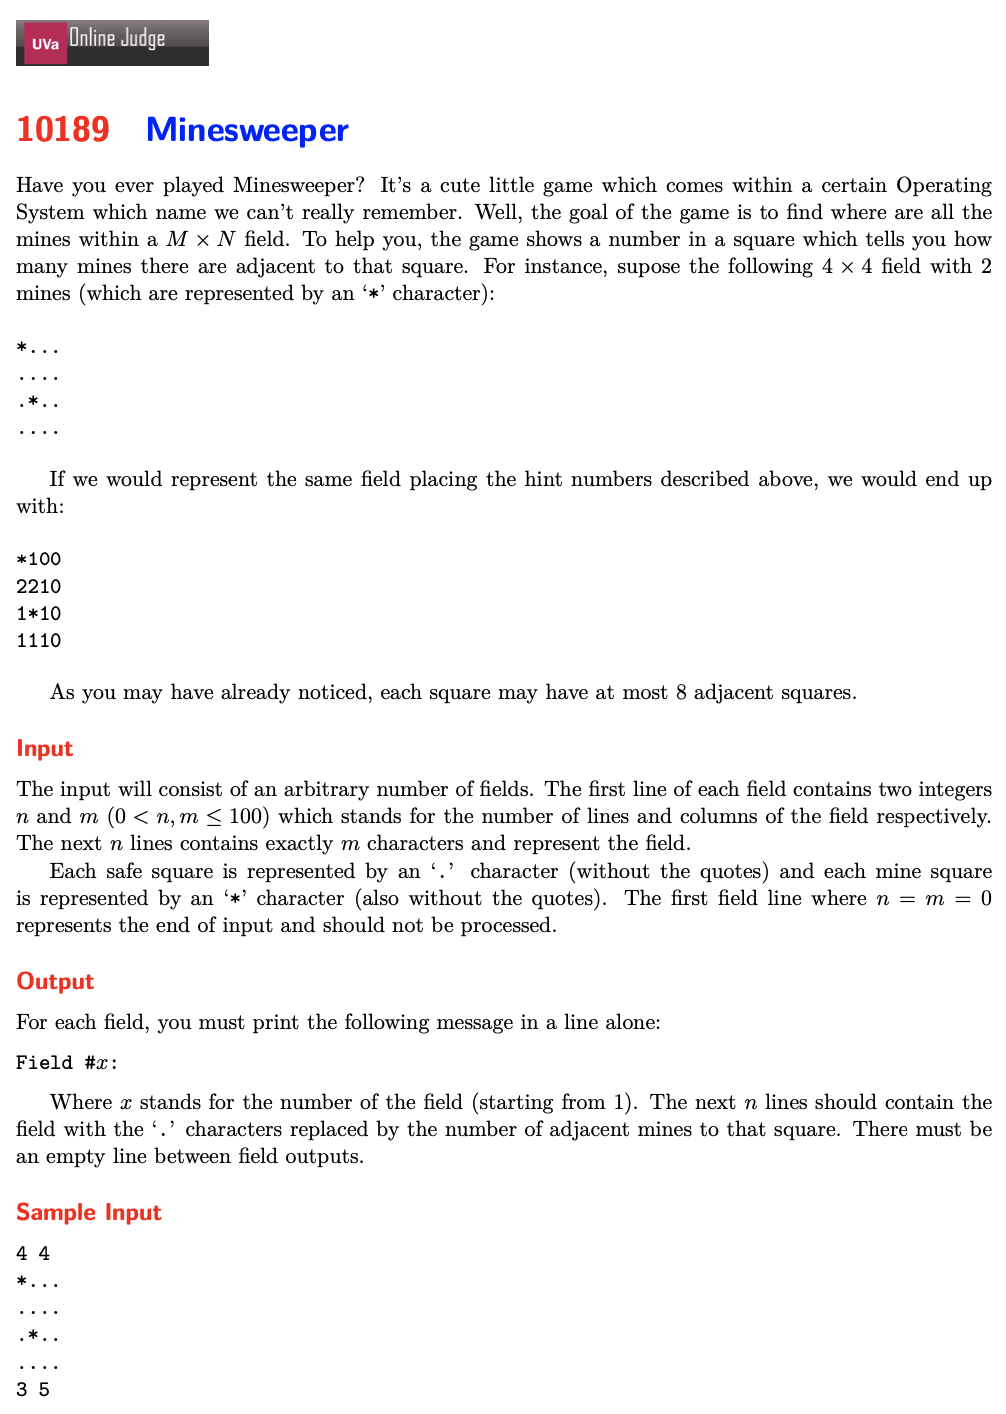 UVa Online Judge
10189 Minesweeper
Have you ever played Minesweeper? It’s a cute little game which comes within a certain Operating
System which name we can’t really remember. Well, the goal of the game is to find where are all the
mines within a M × N field. To help you, the game shows a number in a square which tells you how
many mines there are adjacent to that square. For instance, supose the following 4 × 4 field with 2
mines (which are represented by an ‘*’ character):
*...
....
.*..
....
If we would represent the same field placing the hint numbers described above, we would end up
with:
*100
2210
1*10
1110
As you may have already noticed, each square may have at most 8 adjacent squares.
Input
The input will consist of an arbitrary number of fields. The first line of each field contains two integers
n and m (0 < n, m ≤ 100) which stands for the number of lines and columns of the field respectively.
The next n lines contains exactly m characters and represent the field.
Each safe square is represented by an ‘.’ character (without the quotes) and each mine square
is represented by an ‘*’ character (also without the quotes). The first field line where n = m = 0
represents the end of input and should not be processed.
Output
For each field, you must print the following message in a line alone:
Field #x:
Where x stands for the number of the field (starting from 1). The next n lines should contain the
field with the ‘.’ characters replaced by the number of adjacent mines to that square. There must be
an empty line between field outputs.
Sample Input
4 4
*...
....
.*..
....
3 5